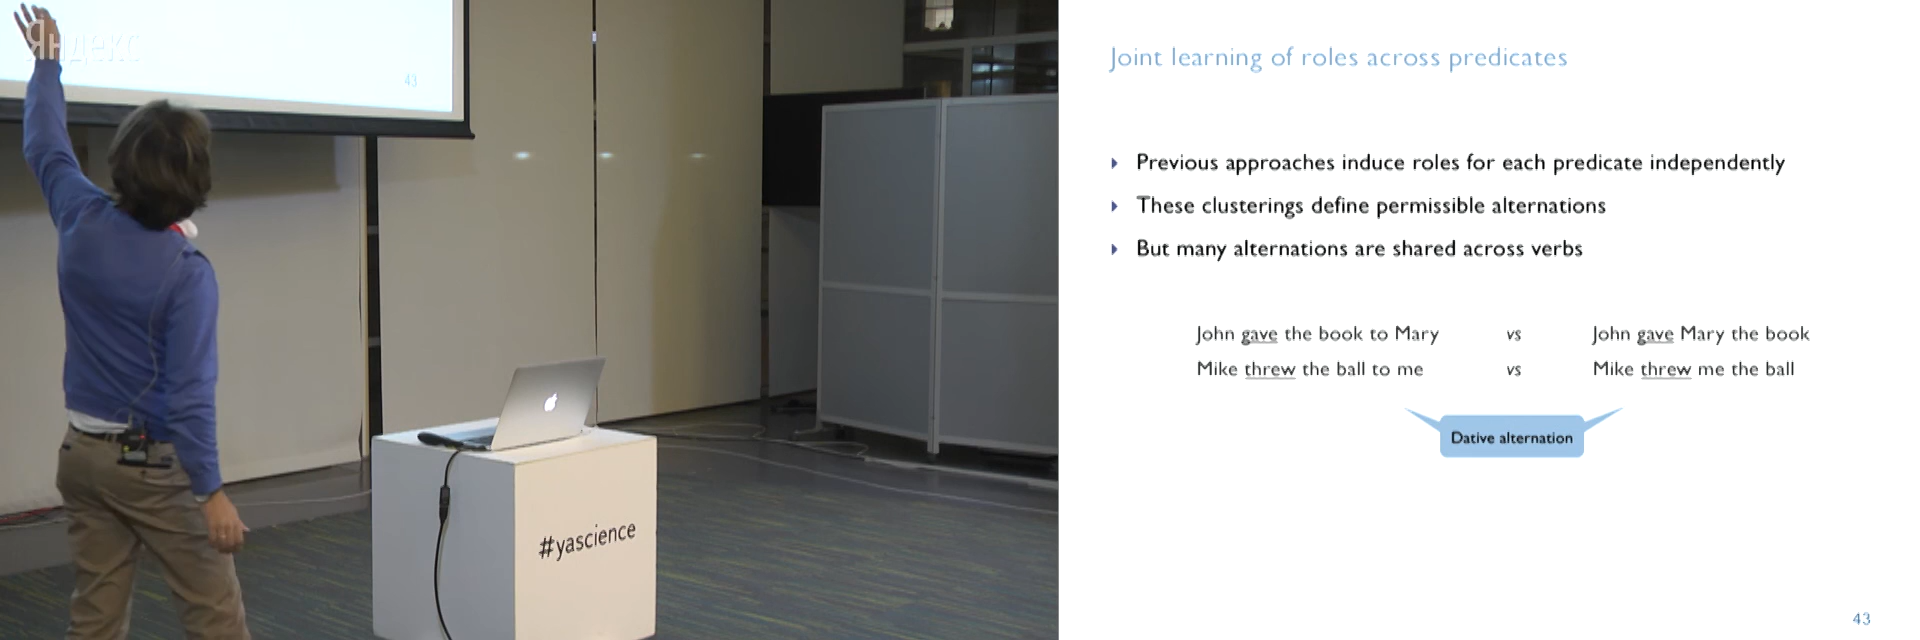 Яндекс
43
#yascience
Joint learning of roles across predicates
Previous approaches induce roles for each predicate independently
These clusterings define permissible alternations
But many alternations are shared across verbs
John gave the book to Mary vs John gave Mary the book
Mike threw the ball to me vs Mike threw me the ball
Dative alternation
43